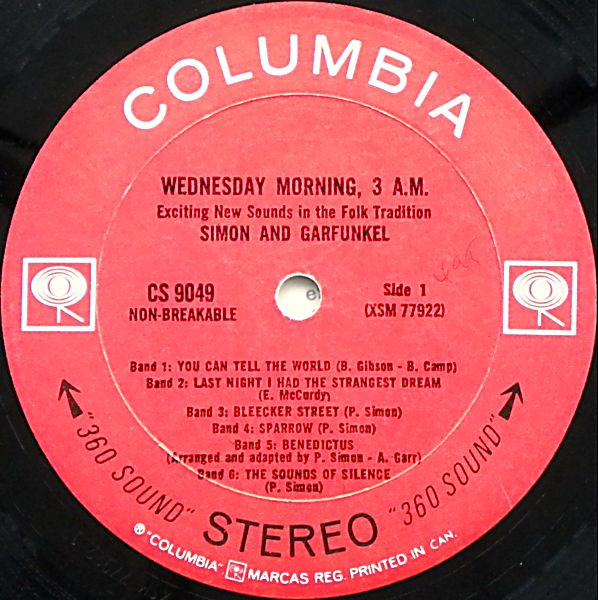 COLUMBIA
WEDNESDAY MORNING, 3 A.M.
Exciting New Sounds in the Folk Tradition
SIMON AND GARFUNKEL
CS 9049
NON-BREAKABLE
Side 1
(XSM 77922)
Band 1: YOU CAN TELL THE WORLD (B. Gibson - B. Camp)
Band 2: LAST NIGHT I HAD THE STRANGEST DREAM
(E. McCurdy)
Band 3: BLEECKER STREET (P. Simon)
Band 4: SPARROW (P. Simon)
Band 5: BENEDICTUS
(Arranged and adapted by P. Simon - A. Garr)
Band 6: THE SOUNDS OF SILENCE
(P. Simon)
"360 SOUND" STEREO "360 SOUND"
® "COLUMBIA", MARCAS REG. PRINTED IN CAN.